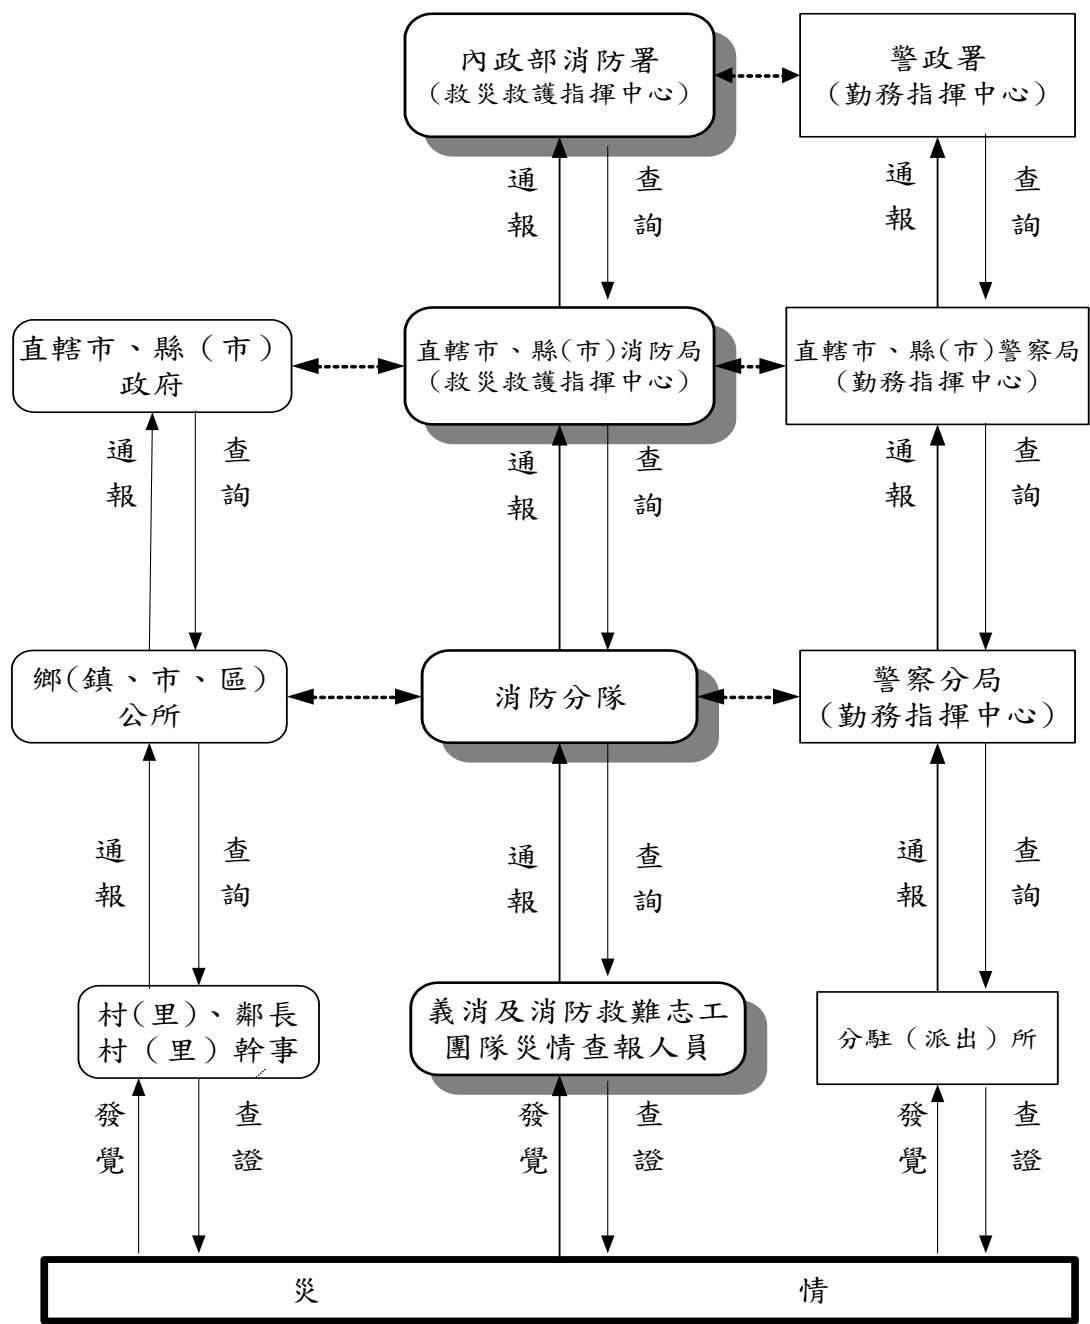 內政部消防署
(救災救護指揮中心)
警政署
(勤務指揮中心)
通報
查詢
通報
查詢
直轄市、縣（市）
政府
直轄市、縣(市)消防局
(救災救護指揮中心)
直轄市、縣(市)警察局
(勤務指揮中心)
通報
查詢
通報
查詢
通報
查詢
鄉(鎮、市、區)
公所
消防分隊
警察分局
(勤務指揮中心)
通報
查詢
通報
查詢
通報
查詢
村(里)、鄰長
村（里）幹事
義消及消防救難志工
團隊災情查報人員
分駐（派出）所
發覺
查證
發覺
查證
發覺
查證
災情